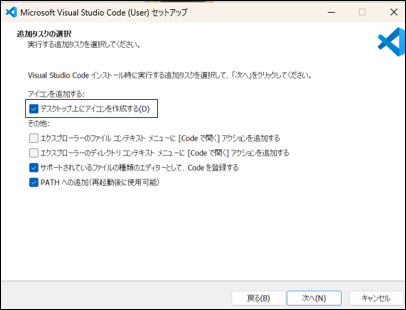 Microsoft Visual Studio Code (User) セットアップ
追加タスクの選択
実行する追加タスクを選択してください。
Visual Studio Code インストール時に実行する追加タスクを選択して、「次へ」をクリックしてください。
アイコンを追加する:
デスクトップ上にアイコンを作成する(D)
その他:
エクスプローラーのファイル コンテキスト メニューに [Code で開く] アクションを追加する
エクスプローラーのディレクトリ コンテキスト メニューに [Code で開く] アクションを追加する
サポートされているファイルの種類のエディターとして、Code を登録する
PATH への追加（再起動後に使用可能）
戻る(B) 次へ(N) キャンセル